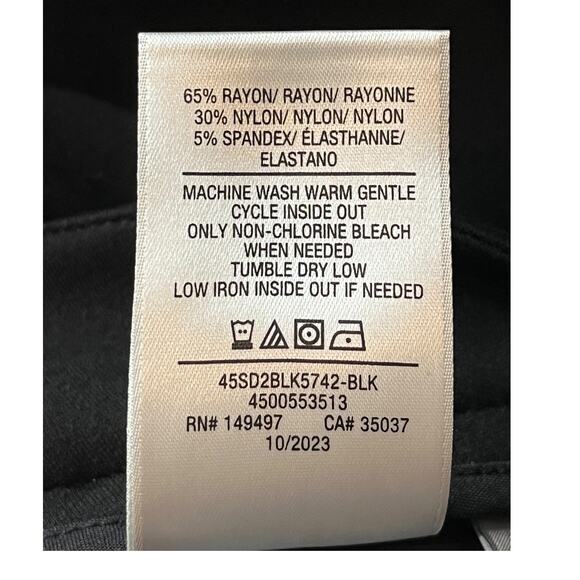 65% RAYON/ RAYON/ RAYONNE
30% NYLON/ NYLON/ NYLON
5% SPANDEX/ ÉLASTHANNE/
ELASTANO
MACHINE WASH WARM GENTLE
CYCLE INSIDE OUT
ONLY NON-CHLORINE BLEACH
WHEN NEEDED
TUMBLE DRY LOW
LOW IRON INSIDE OUT IF NEEDED
45SD2BLK5742-BLK
4500553513
RN# 149497 CA# 35037
10/2023